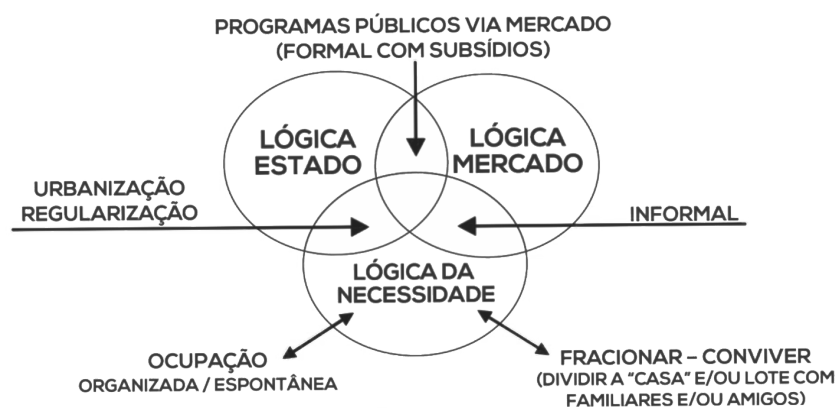 PROGRAMAS PÚBLICOS VIA MERCADO
(FORMAL COM SUBSÍDIOS)
LÓGICA
ESTADO
LÓGICA
MERCADO
URBANIZAÇÃO
REGULARIZAÇÃO
INFORMAL
LÓGICA DA
NECESSIDADE
OCUPAÇÃO
ORGANIZADA / ESPONTÂNEA
FRACIONAR – CONVIVER
(DIVIDIR A “CASA” E/OU LOTE COM
FAMILIARES E/OU AMIGOS)